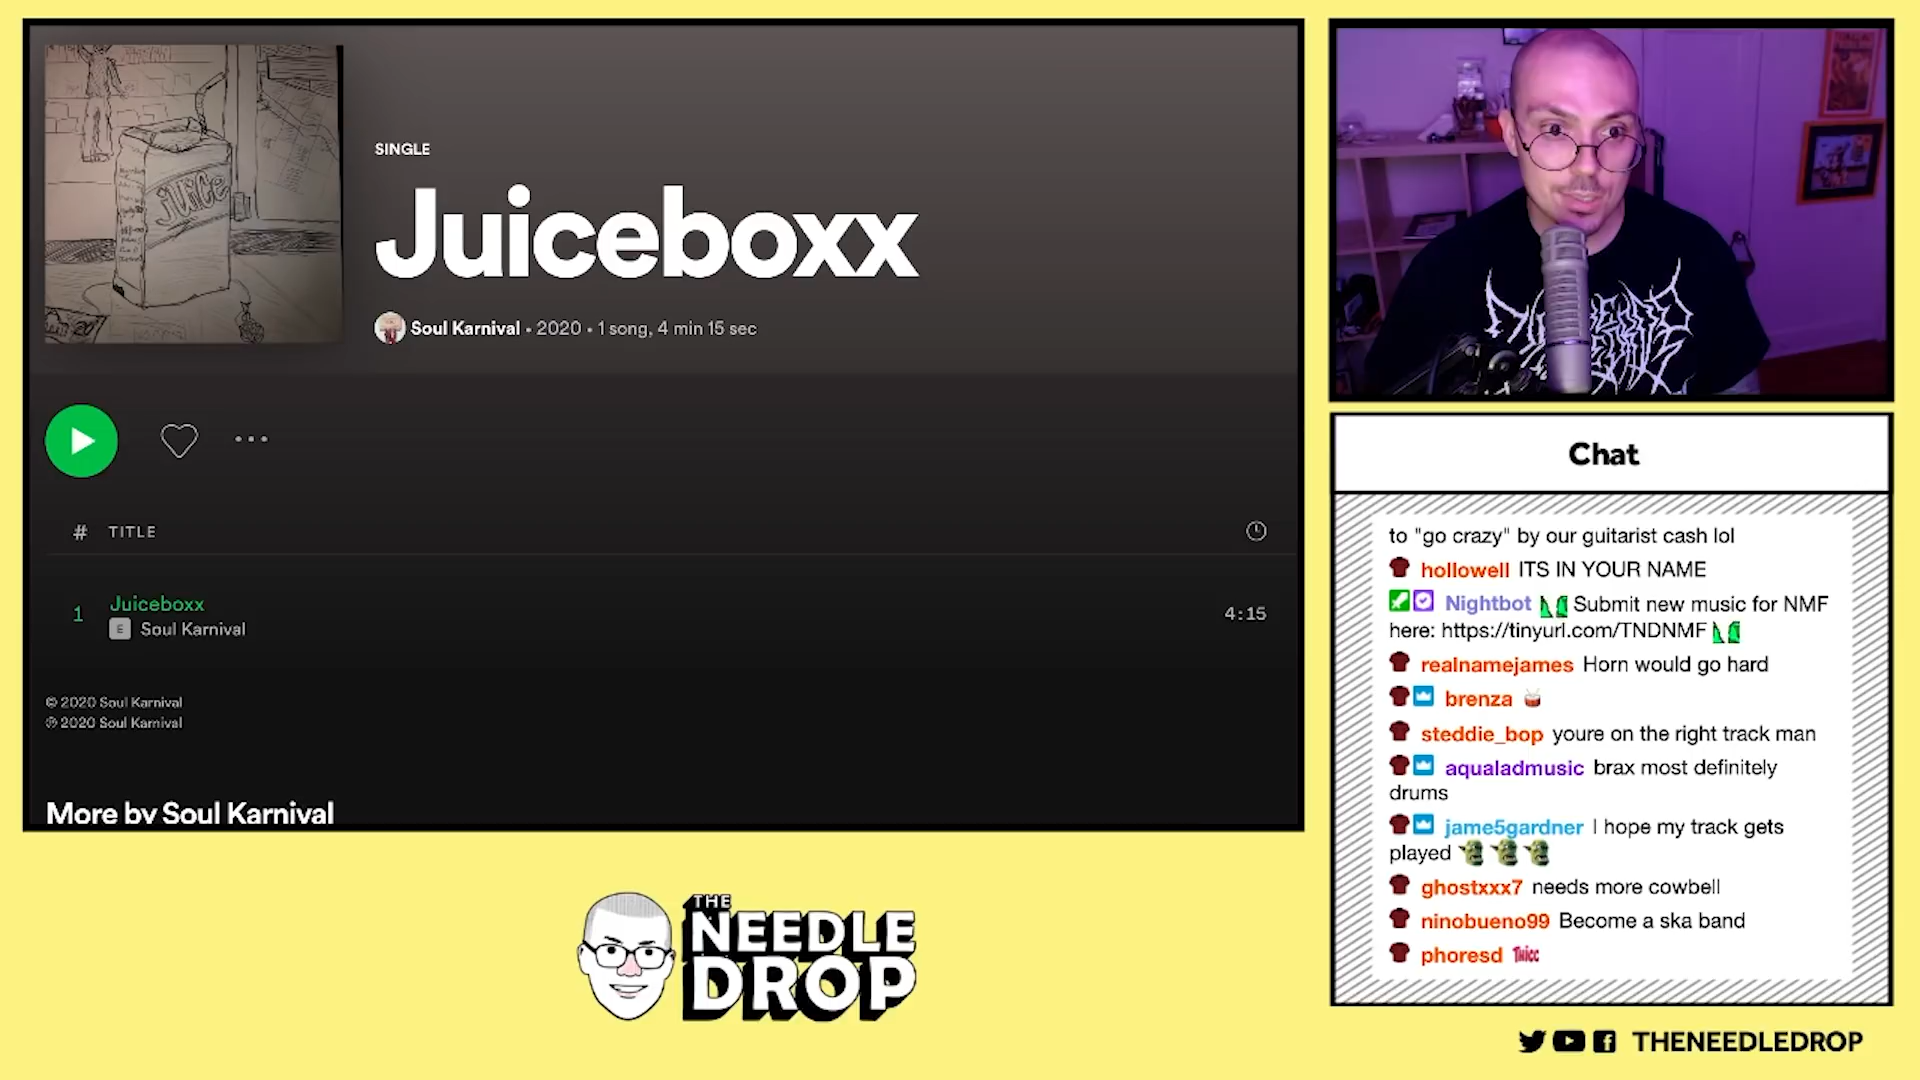 juice
20
SINGLE
Juiceboxx
Soul Karnival • 2020 • 1 song, 4 min 15 sec
# TITLE
1 Juiceboxx 4:15
E Soul Karnival
© 2020 Soul Karnival
℗ 2020 Soul Karnival
More by Soul Karnival
THE
NEEDLE
DROP
Chat
to "go crazy" by our guitarist cash lol
hollowell ITS IN YOUR NAME
Nightbot Submit new music for NMF
here: https://tinyurl.com/TNDNMF
realnamejames Horn would go hard
brenza
steddie_bop youre on the right track man
aqualadmusic brax most definitely
drums
jame5gardner I hope my track gets
played
ghostxxx7 needs more cowbell
ninobueno99 Become a ska band
phoresd
THENEEDLEDROP